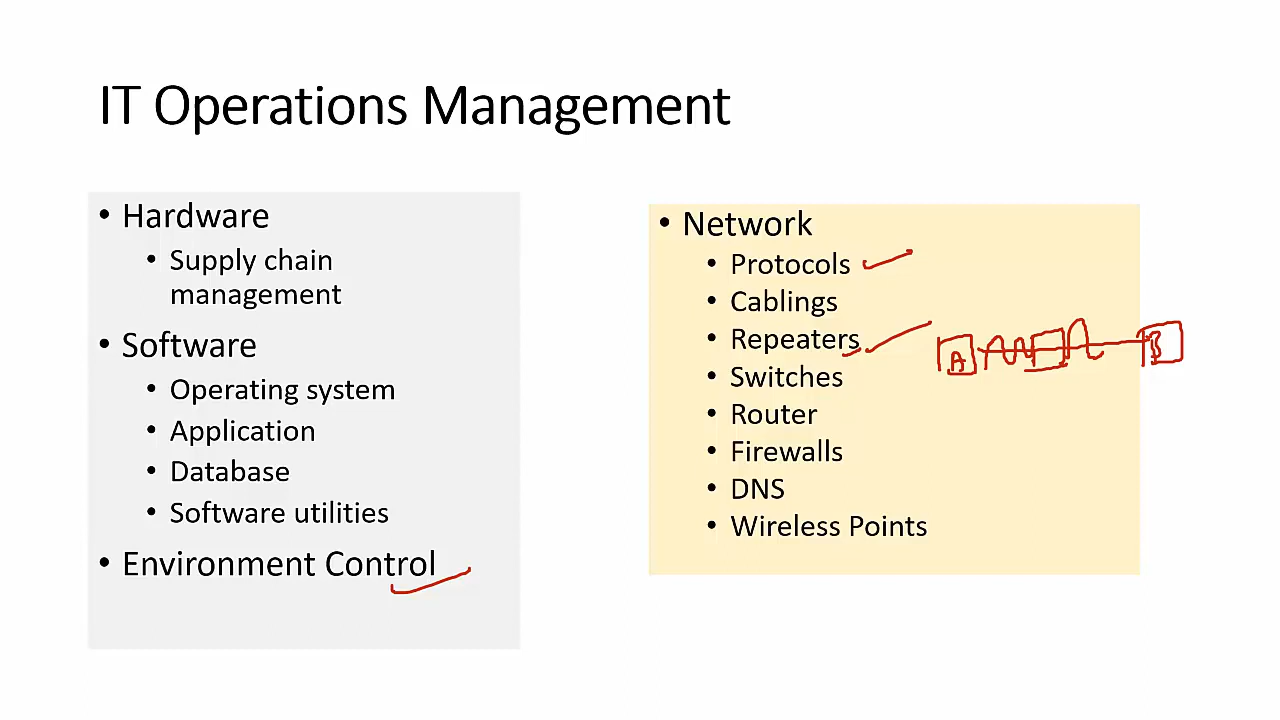 IT Operations Management
• Hardware
• Supply chain
management
• Software
• Operating system
• Application
• Database
• Software utilities
• Environment Control
• Network
• Protocols
• Cablings
• Repeaters
A
B
• Switches
• Router
• Firewalls
• DNS
• Wireless Points